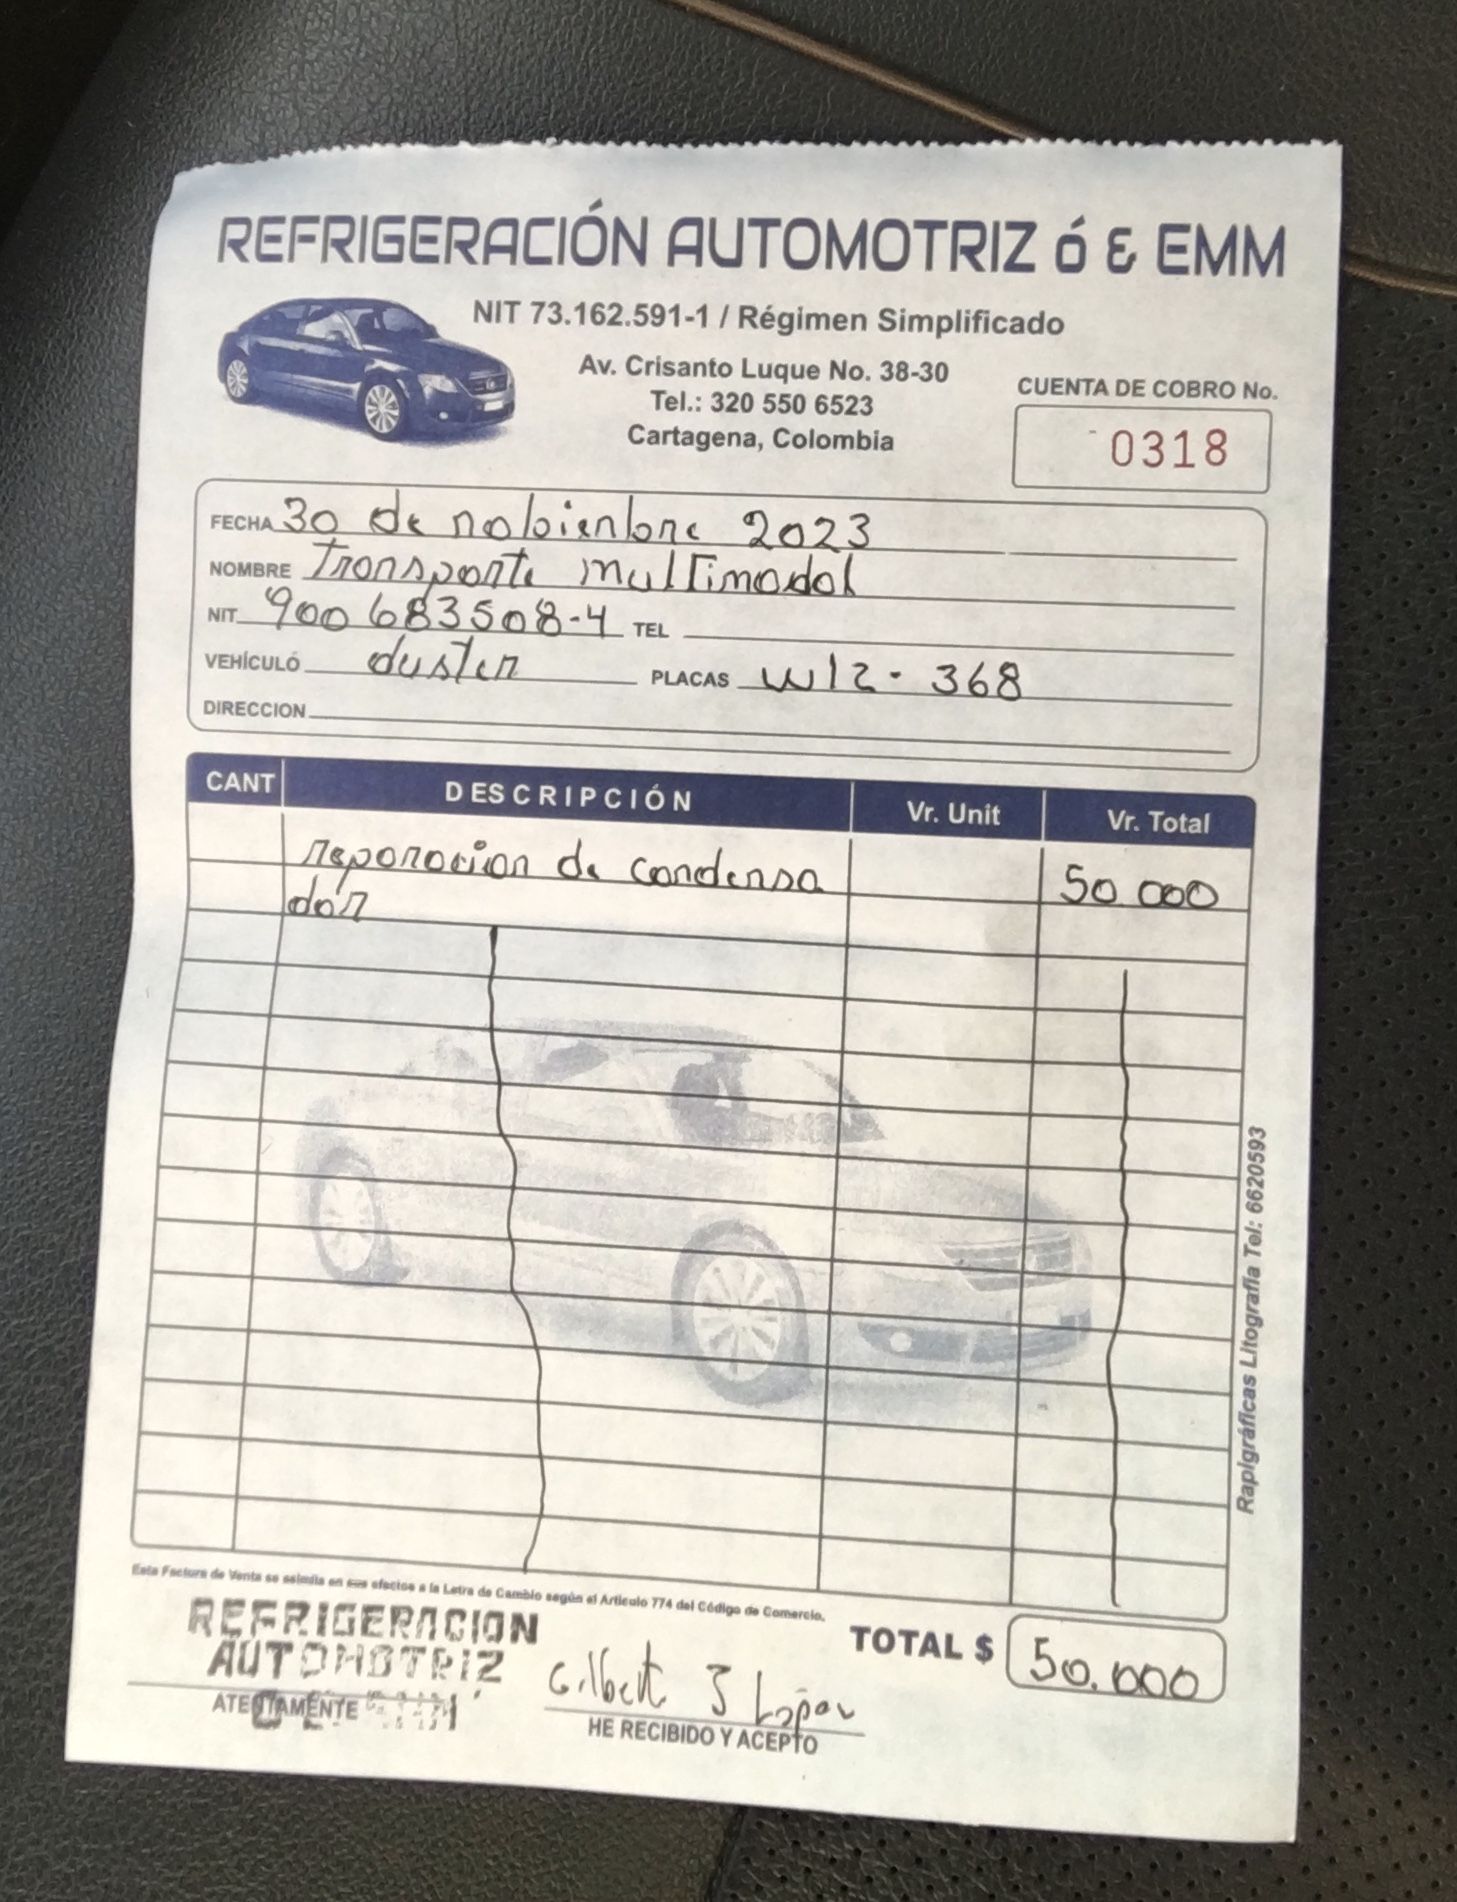 REFRIGERACIÓN AUTOMOTRIZ ó & EMM
NIT 73.162.591-1 / Régimen Simplificado
Av. Crisanto Luque No. 38-30
Tel.: 320 550 6523
Cartagena, Colombia
CUENTA DE COBRO No.
0318
FECHA 30 de nobienbre 2023
NOMBRE Transporte multimodal
NIT. 900683508-4 TEL
VEHÍCULÓ duster PLACAS W12-368
DIRECCION
CANT DESCRIPCIÓN Vr. Unit Vr. Total
reparacion de condensa 50.000
dor
Rapigráficas Litografía Tel: 6620593
Esta Factura de Venta se asimila en sus efectos a la Letra de Cambio según el Artículo 774 del Código de Comercio.
REFRIGERACION
AUTOMOTRIZ
ATENTAMENTE
Gilbert J Lopez
HE RECIBIDO Y ACEPTO
TOTAL $ 50.000